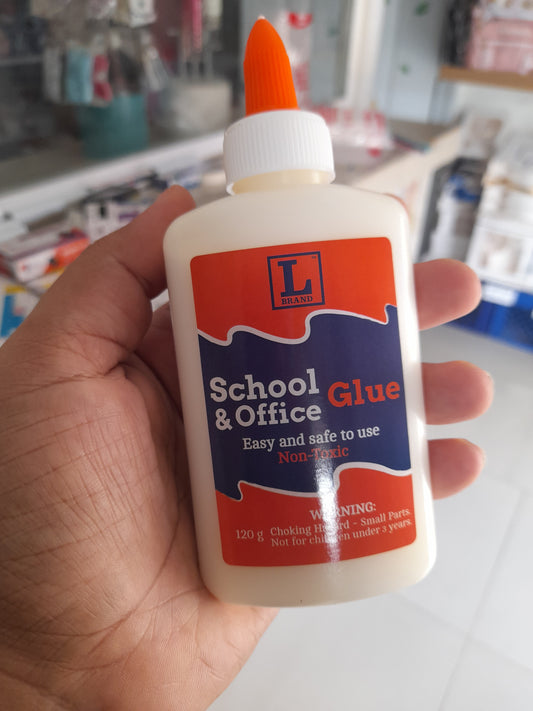 L
BRAND
School
& Office Glue
Easy and safe to use
Non-Toxic
WARNING:
120 g Choking Hazard - Small Parts.
Not for children under 3 years.